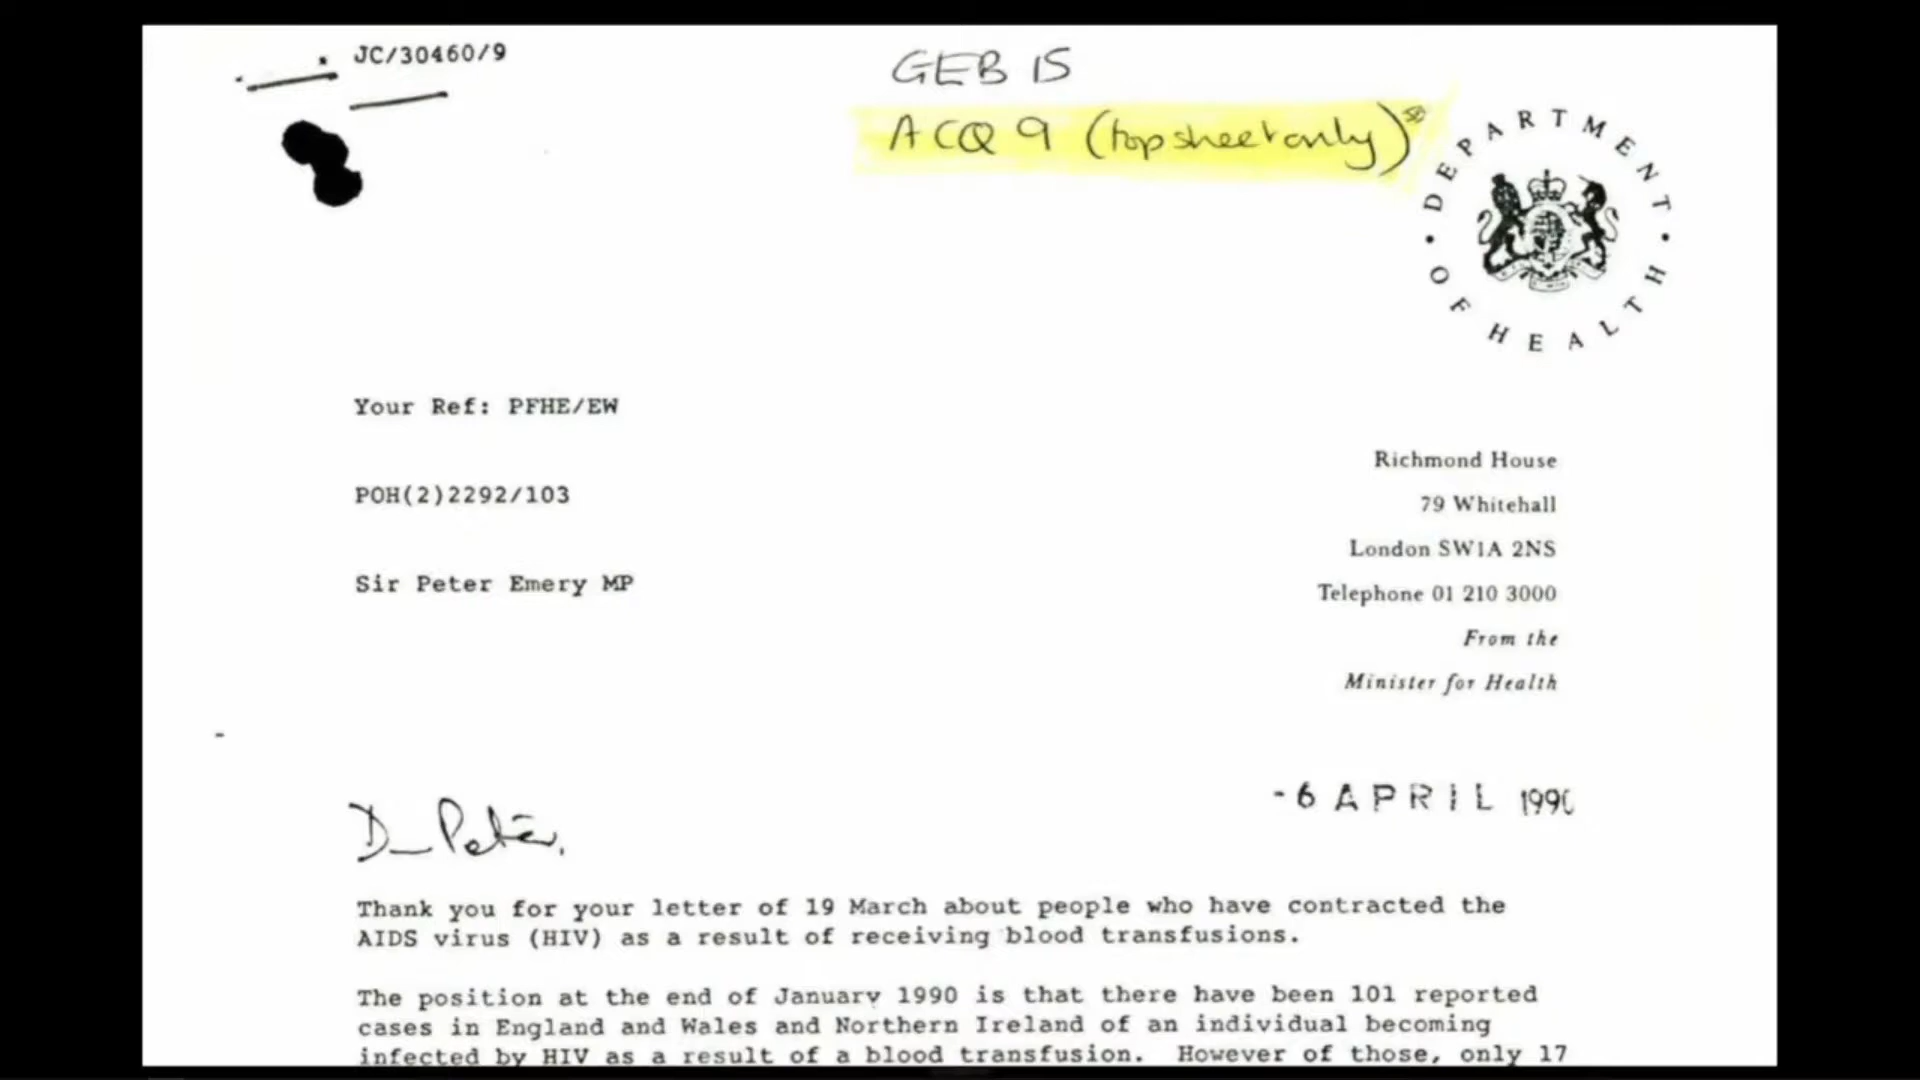 JC/30460/9
GEB 15
ACQ 9 (top sheet only)
DEPARTMENT OF HEALTH
Your Ref: PFHE/EW
POH(2)2292/103
Sir Peter Emery MP
Richmond House
79 Whitehall
London SW1A 2NS
Telephone 01 210 3000
From the
Minister for Health
-6 APRIL 1990
D— Peter,
Thank you for your letter of 19 March about people who have contracted the
AIDS virus (HIV) as a result of receiving blood transfusions.
The position at the end of January 1990 is that there have been 101 reported
cases in England and Wales and Northern Ireland of an individual becoming
infected by HIV as a result of a blood transfusion. However of those, only 17